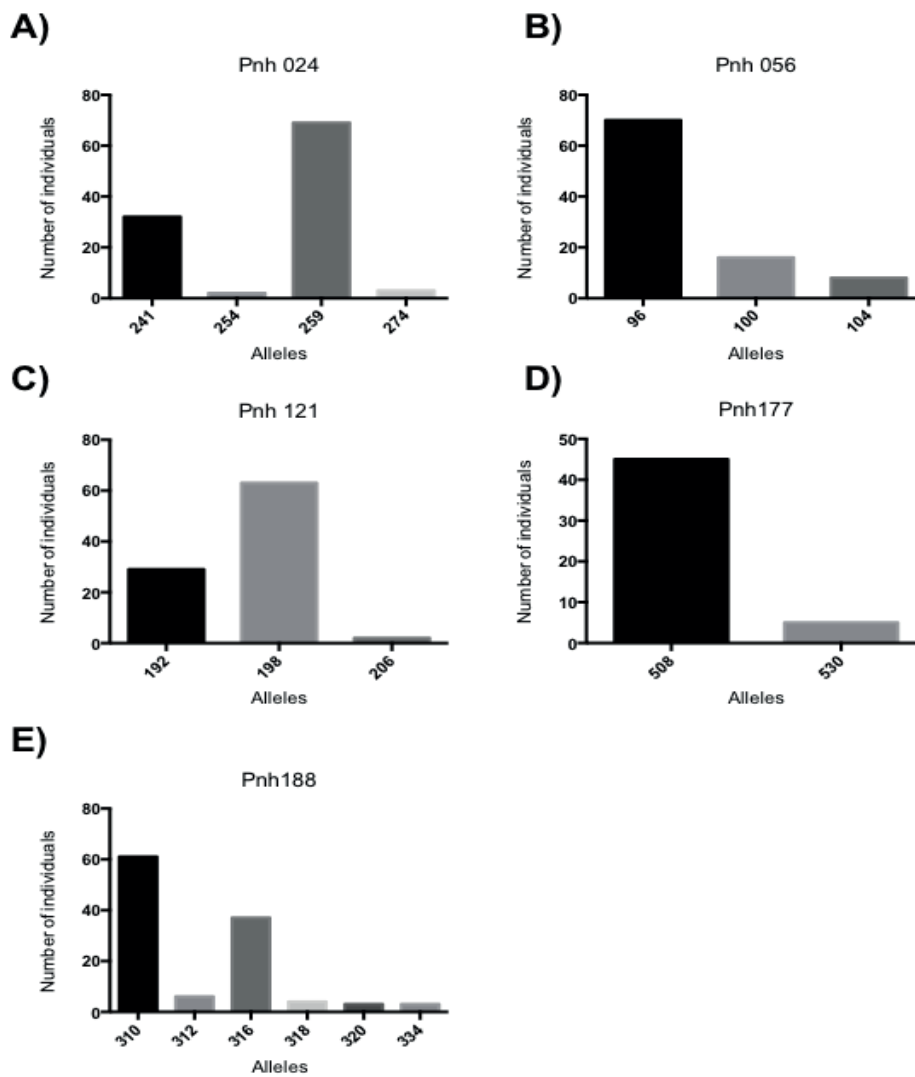 A)
Pnh 024
Number of individuals
80
60
40
20
0
241 254 259 274
Alleles
B)
Pnh 056
Number of individuals
80
60
40
20
0
96 100 104
Alleles
C)
Pnh 121
Number of individuals
80
60
40
20
0
192 198 206
Alleles
D)
Pnh177
Number of individuals
50
40
30
20
10
0
508 530
Alleles
E)
Pnh188
Number of individuals
80
60
40
20
0
310 312 316 318 320 334
Alleles